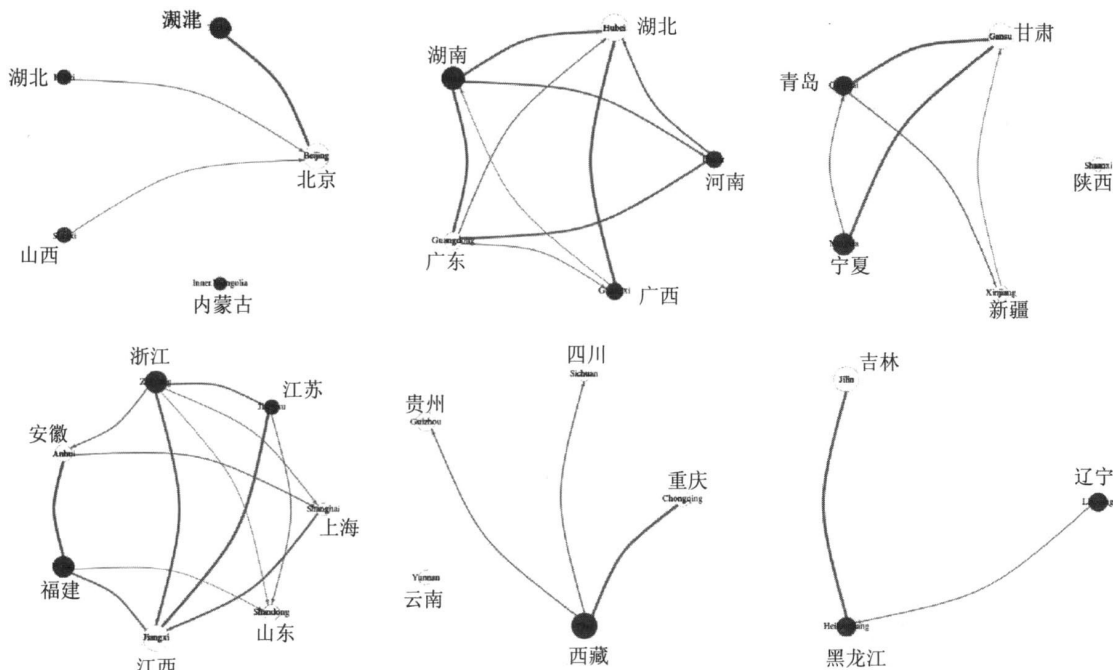 湖北
北京
Beijing
山西
内蒙古
湖北
Hubei
湖南
河南
Guangdong
广东
广西
甘肃
Gansu
青岛
Shaanxi
陕西
宁夏
Xinjiang
新疆
浙江
江苏
安徽
Anhui
Shanghai
上海
福建
Shandong
山东
Jiangxi
江西
四川
Sichuan
贵州
Guizhou
重庆
Chongqing
Yunnan
云南
西藏
吉林
Jilin
辽宁
黑龙江